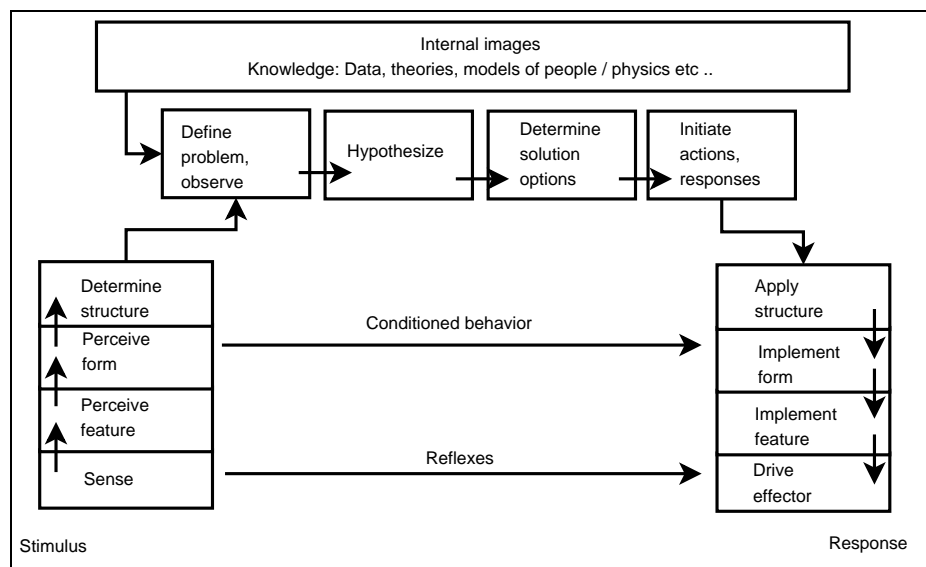 Internal images
Knowledge: Data, theories, models of people / physics etc ..
Define
problem,
observe
Hypothesize
Determine
solution
options
Initiate
actions,
responses
Determine
structure
Perceive
form
Perceive
feature
Sense
Conditioned behavior
Reflexes
Apply
structure
Implement
form
Implement
feature
Drive
effector
Stimulus
Response